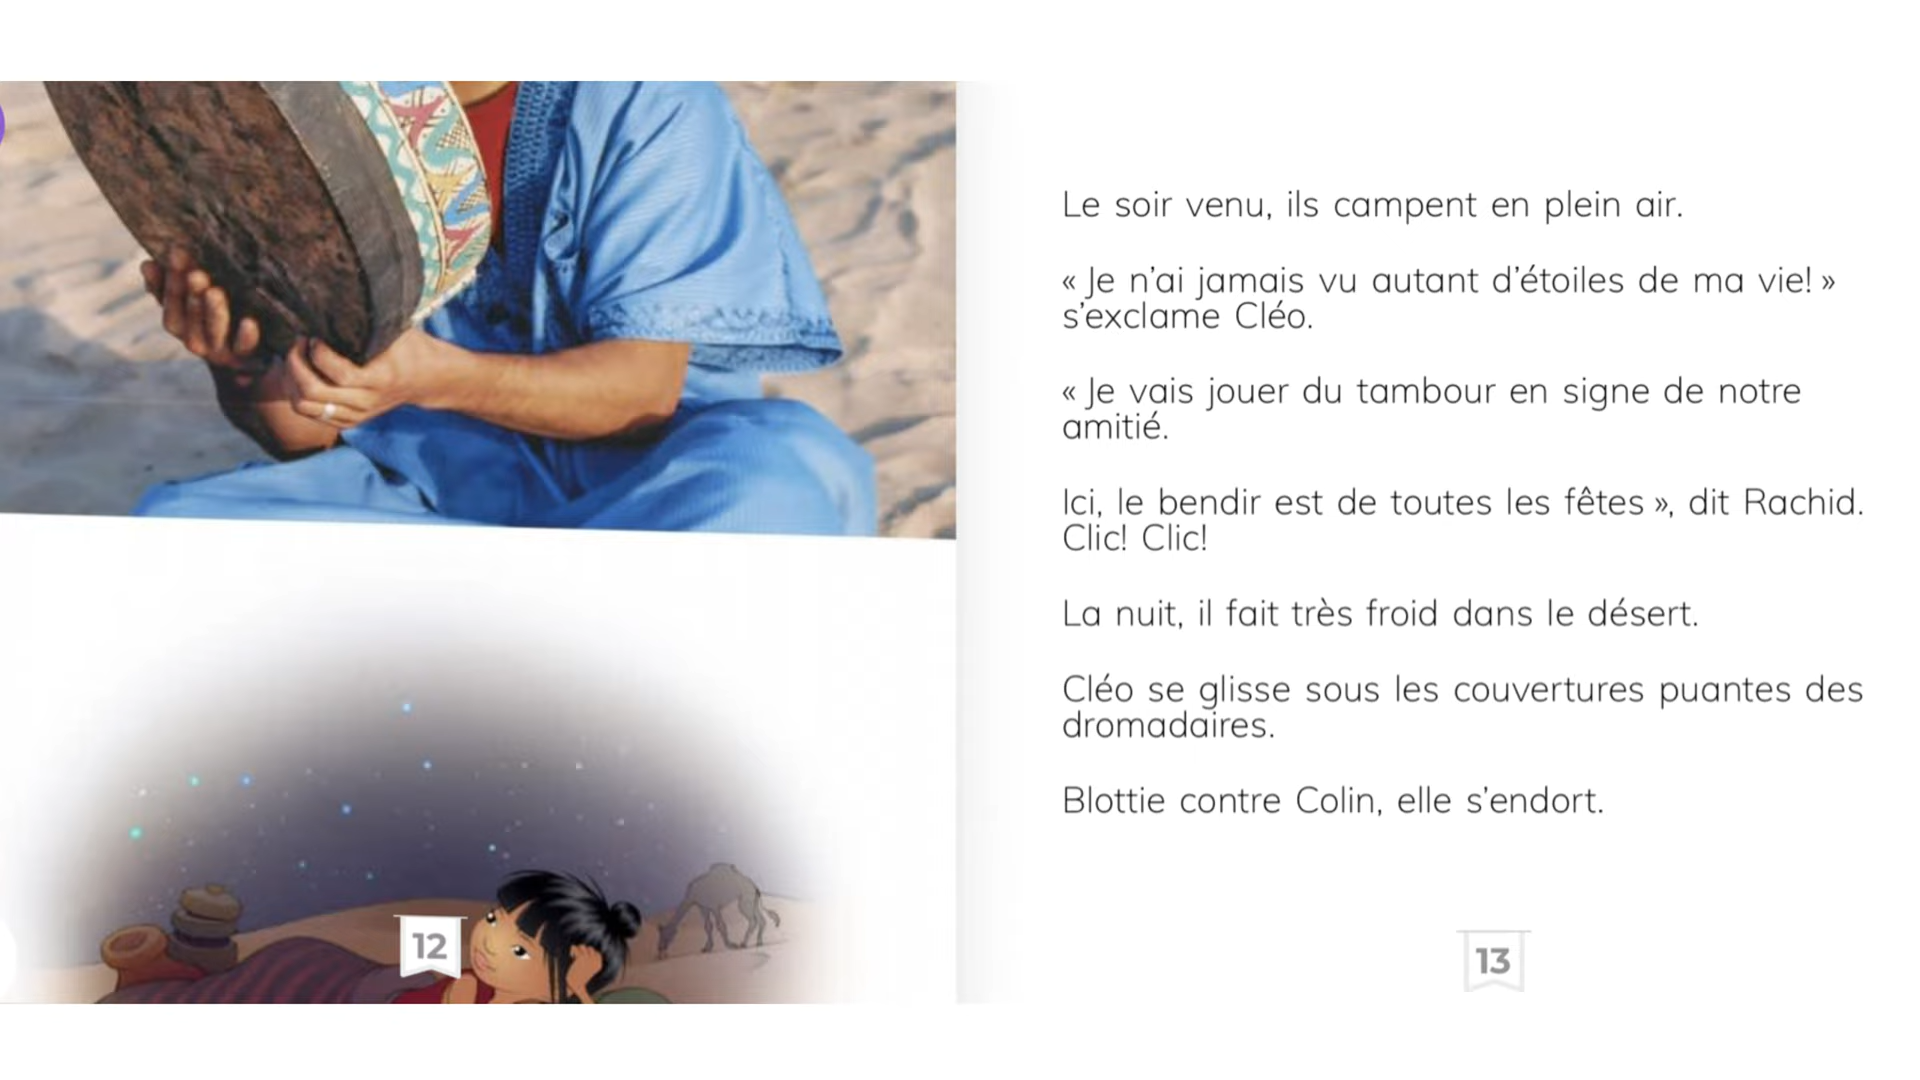 12
Le soir venu, ils campent en plein air.
« Je n'ai jamais vu autant d'étoiles de ma vie! »
s'exclame Cléo.
« Je vais jouer du tambour en signe de notre
amitié.
Ici, le bendir est de toutes les fêtes », dit Rachid.
Clic! Clic!
La nuit, il fait très froid dans le désert.
Cléo se glisse sous les couvertures puantes des
dromadaires.
Blottie contre Colin, elle s'endort.
13